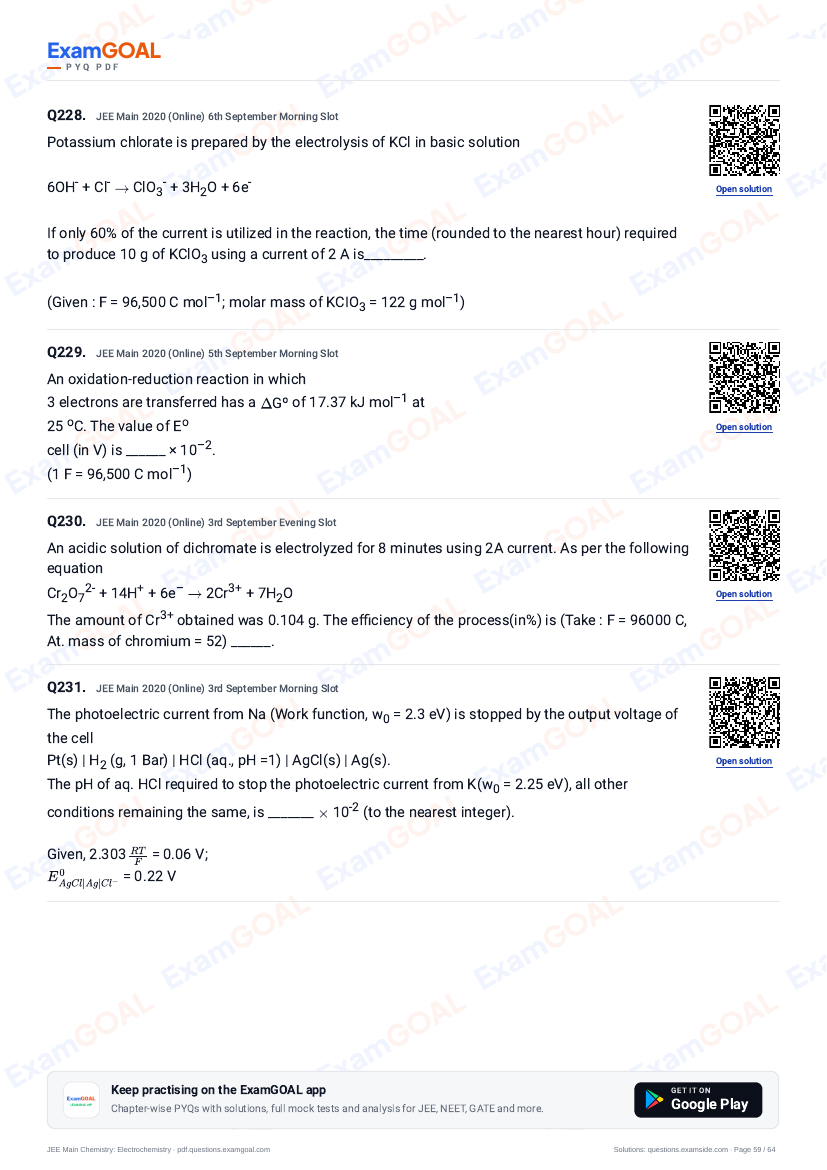 ExamGOAL
PYQ PDF
Q228. JEE Main 2020 (Online) 6th September Morning Slot
Potassium chlorate is prepared by the electrolysis of KCl in basic solution
6OH⁻ + Cl⁻ → ClO₃⁻ + 3H₂O + 6e⁻
If only 60% of the current is utilized in the reaction, the time (rounded to the nearest hour) required
to produce 10 g of KClO₃ using a current of 2 A is_________.
(Given : F = 96,500 C mol⁻¹; molar mass of KClO₃ = 122 g mol⁻¹)
Open solution
Q229. JEE Main 2020 (Online) 5th September Morning Slot
An oxidation-reduction reaction in which
3 electrons are transferred has a ΔGº of 17.37 kJ mol⁻¹ at
25 ºC. The value of Eº
cell (in V) is ______ × 10⁻².
(1 F = 96,500 C mol⁻¹)
Open solution
Q230. JEE Main 2020 (Online) 3rd September Evening Slot
An acidic solution of dichromate is electrolyzed for 8 minutes using 2A current. As per the following
equation
Cr₂O₇²⁻ + 14H⁺ + 6e⁻ → 2Cr³⁺ + 7H₂O
The amount of Cr³⁺ obtained was 0.104 g. The efficiency of the process(in%) is (Take : F = 96000 C,
At. mass of chromium = 52) ______.
Open solution
Q231. JEE Main 2020 (Online) 3rd September Morning Slot
The photoelectric current from Na (Work function, w₀ = 2.3 eV) is stopped by the output voltage of
the cell
Pt(s) | H₂ (g, 1 Bar) | HCl (aq., pH =1) | AgCl(s) | Ag(s).
The pH of aq. HCl required to stop the photoelectric current from K(w₀ = 2.25 eV), all other
conditions remaining the same, is _______ × 10⁻² (to the nearest integer).
Given, 2.303 RT/F = 0.06 V;
E⁰ AgCl|Ag|Cl⁻ = 0.22 V
Open solution
Keep practising on the ExamGOAL app
Chapter-wise PYQs with solutions, full mock tests and analysis for JEE, NEET, GATE and more.
GET IT ON
Google Play
JEE Main Chemistry: Electrochemistry · pdf.questions.examgoal.com
Solutions: questions.examside.com · Page 59 / 64